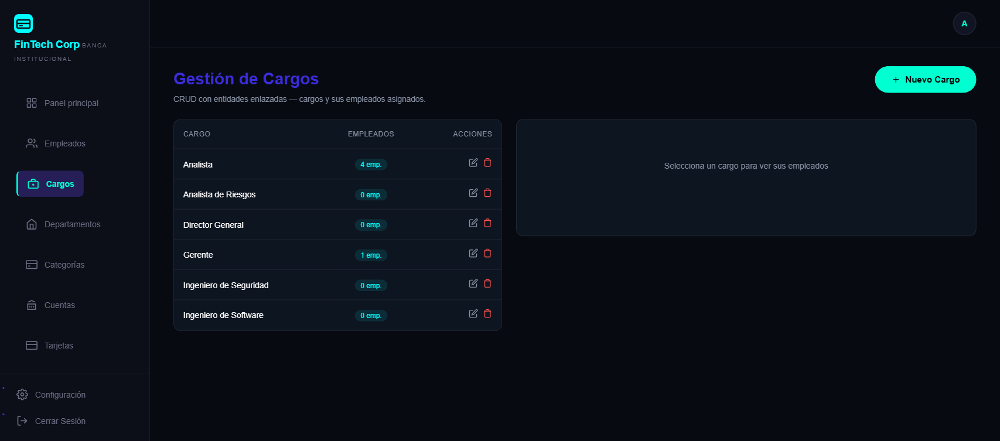 FinTech Corp BANCA
INSTITUCIONAL
Panel principal
Empleados
Cargos
Departamentos
Categorías
Cuentas
Tarjetas
Configuración
Cerrar Sesión
A
Gestión de Cargos
CRUD con entidades enlazadas — cargos y sus empleados asignados.
+ Nuevo Cargo
CARGO EMPLEADOS ACCIONES
Analista 4 emp.
Analista de Riesgos 0 emp.
Director General 0 emp.
Gerente 1 emp.
Ingeniero de Seguridad 0 emp.
Ingeniero de Software 0 emp.
Selecciona un cargo para ver sus empleados